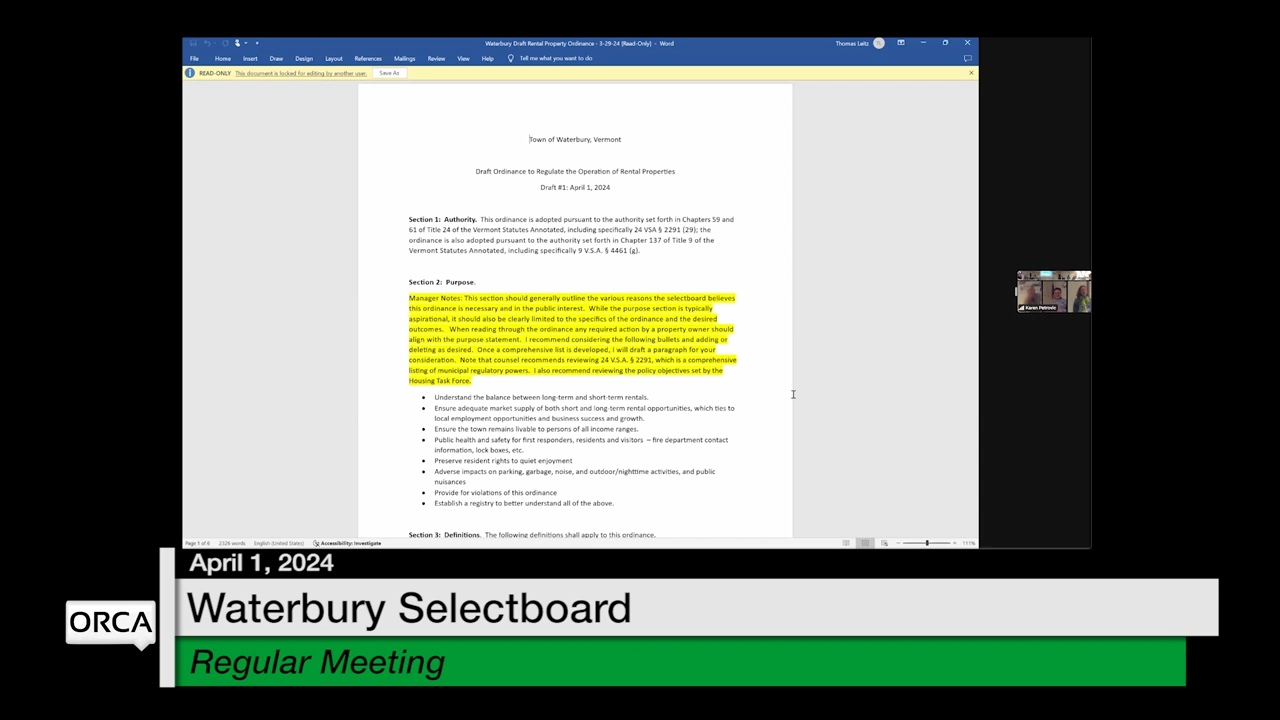 Waterbury Draft Rental Property Ordinance - 3-29-24 [Read-Only] - Word
Thomas Leitz
File Home Insert Draw Design Layout References Mailings Review View Help Tell me what you want to do
READ-ONLY This document is locked for editing by another user. Save As
Town of Waterbury, Vermont
Draft Ordinance to Regulate the Operation of Rental Properties
Draft #1: April 1, 2024
Section 1: Authority. This ordinance is adopted pursuant to the authority set forth in Chapters 59 and
61 of Title 24 of the Vermont Statutes Annotated, including specifically 24 VSA § 2291 (29); the
ordinance is also adopted pursuant to the authority set forth in Chapter 137 of Title 9 of the
Vermont Statutes Annotated, including specifically 9 V.S.A. § 4461 (g).
Section 2: Purpose.
Manager Notes: This section should generally outline the various reasons the selectboard believes
this ordinance is necessary and in the public interest. While the purpose section is typically
aspirational, it should also be clearly limited to the specifics of the ordinance and the desired
outcomes. When reading through the ordinance any required action by a property owner should
align with the purpose statement. I recommend considering the following bullets and adding or
deleting as desired. Once a comprehensive list is developed, I will draft a paragraph for your
consideration. Note that counsel recommends reviewing 24 V.S.A. § 2291, which is a comprehensive
listing of municipal regulatory powers. I also recommend reviewing the policy objectives set by the
Housing Task Force.
• Understand the balance between long-term and short-term rentals.
• Ensure adequate market supply of both short and long-term rental opportunities, which ties to
local employment opportunities and business success and growth.
• Ensure the town remains livable to persons of all income ranges.
• Public health and safety for first responders, residents and visitors – fire department contact
information, lock boxes, etc.
• Preserve resident rights to quiet enjoyment
• Adverse impacts on parking, garbage, noise, and outdoor/nighttime activities, and public
nuisances
• Provide for violations of this ordinance
• Establish a registry to better understand all of the above.
Section 3: Definitions. The following definitions shall apply to this ordinance.
Page 1 of 6 2326 words English (United States) Accessibility: Investigate 111%
Karen Petrovic
April 1, 2024
ORCA
Waterbury Selectboard
Regular Meeting